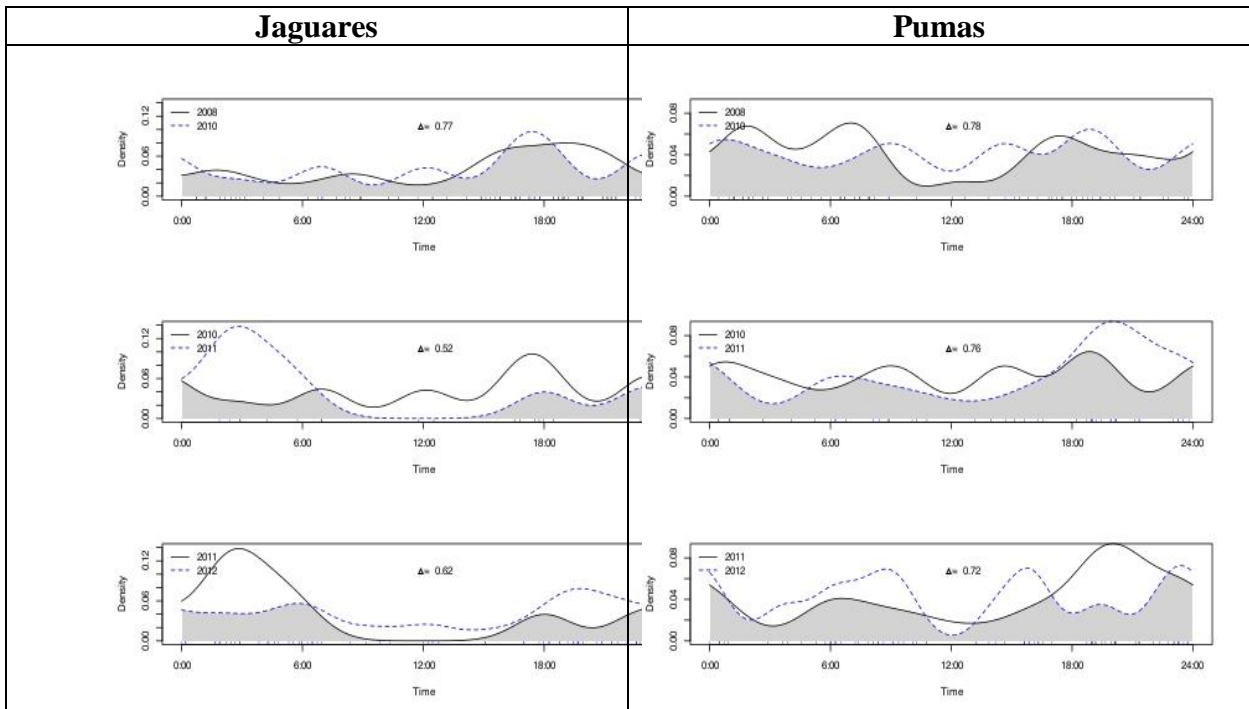 Jaguares
Pumas
2008
2010
Δ= 0.77
Density
0.00 0.06 0.12
0:00 6:00 12:00 18:00
Time
2008
2010
Δ= 0.78
Density
0.00 0.04 0.08
0:00 6:00 12:00 18:00 24:00
Time
2010
2011
Δ= 0.52
Density
0.00 0.06 0.12
0:00 6:00 12:00 18:00
Time
2010
2011
Δ= 0.76
Density
0.00 0.04 0.08
0:00 6:00 12:00 18:00 24:00
Time
2011
2012
Δ= 0.62
Density
0.00 0.06 0.12
0:00 6:00 12:00 18:00
Time
2011
2012
Δ= 0.72
Density
0.00 0.04 0.08
0:00 6:00 12:00 18:00 24:00
Time